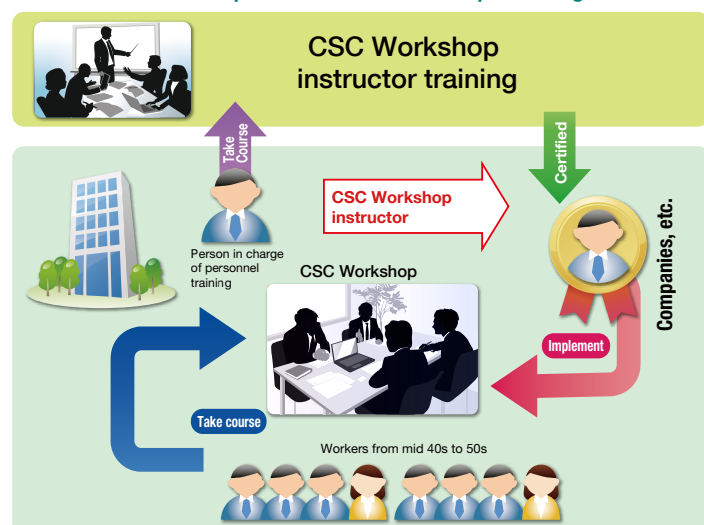 CSC Workshop
instructor training
Take
Course
Certified
CSC Workshop
instructor
Person in charge
of personnel
training
Companies, etc.
CSC Workshop
Implement
Take course
Workers from mid 40s to 50s